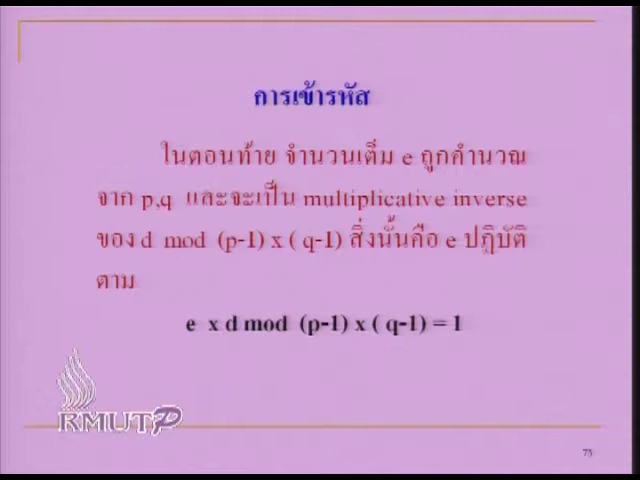 การเข้ารหัส
ในตอนท้าย จำนวนเต็ม e ถูกคำนวณ
จาก p,q และจะเป็น multiplicative inverse
ของ d mod (p-1) x ( q-1) สิ่งนั้นคือ e ปฏิบัติ
ตาม
e x d mod (p-1) x ( q-1) = 1
RMUTP
75